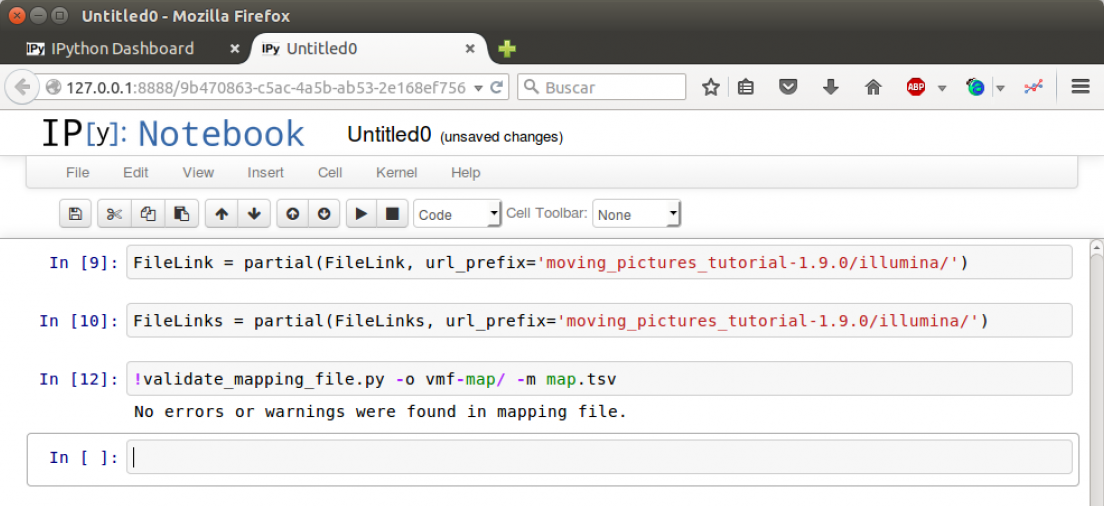 Untitled0 - Mozilla Firefox
IPy IPython Dashboard × IPy Untitled0 ×
127.0.0.1:8888/9b470863-c5ac-4a5b-ab53-2e168ef756 Buscar ABP
IP[y]: Notebook Untitled0 (unsaved changes)
File Edit View Insert Cell Kernel Help
Code Cell Toolbar: None
In [9]: FileLink = partial(FileLink, url_prefix='moving_pictures_tutorial-1.9.0/illumina/')
In [10]: FileLinks = partial(FileLinks, url_prefix='moving_pictures_tutorial-1.9.0/illumina/')
In [12]: !validate_mapping_file.py -o vmf-map/ -m map.tsv
No errors or warnings were found in mapping file.
In [ ]: